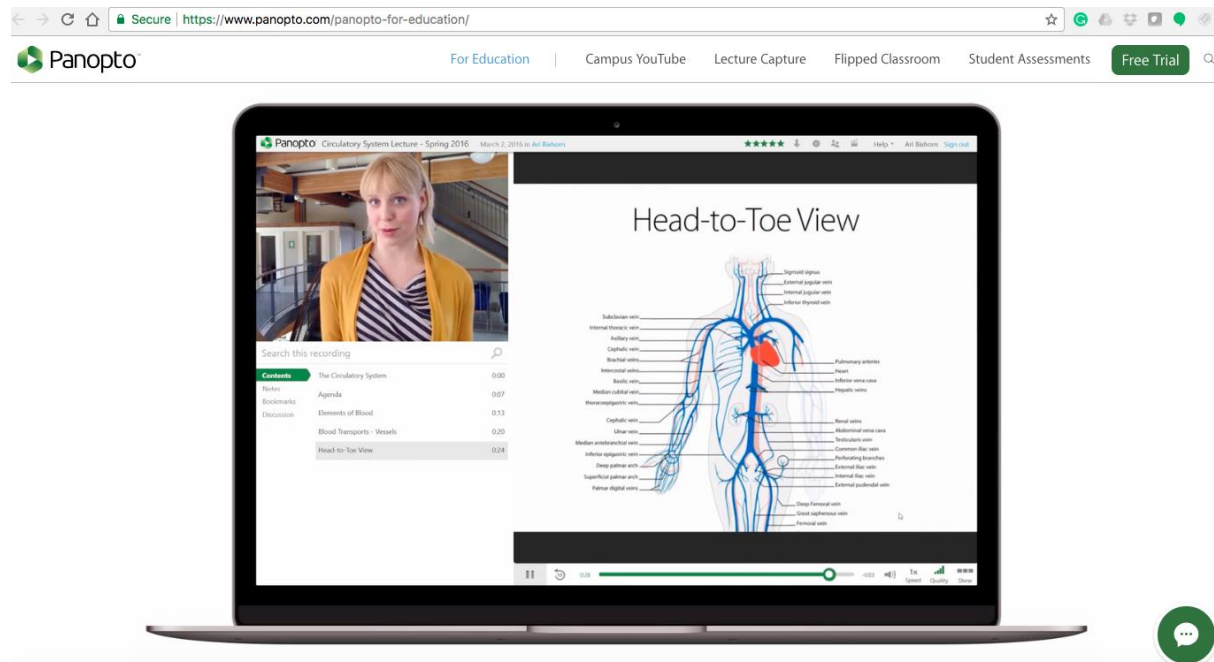 Secure | https://www.panopto.com/panopto-for-education/
Panopto™
For Education | Campus YouTube Lecture Capture Flipped Classroom Student Assessments Free Trial
Panopto Circulatory System Lecture - Spring 2016 March 2, 2016 in Ari Bixhorn ★★★★★ Help Ari Bixhorn Sign out
Head-to-Toe View
Sigmoid signus
External jugular vein
Internal jugular vein
Inferior thyroid vein
Subclavian vein
Internal thoracic vein
Axillary vein
Cephalic vein
Brachial veins
Intercostal veins
Basilic vein
Median cubital vein
thoracoepigastric vein
Cephalic vein
Ulnar vein
Median antebranchial vein
Inferior epigastric vein
Deep palmar arch
Superficial palmar arch
Palmar digital veins
Pulmonary arteries
Heart
Inferior vena cava
Hepatic veins
Renal veins
Abdominal vena cava
Testicularis vein
Common iliac vein
Perforating branches
External iliac vein
Internal iliac vein
External pudendal vein
Deep Femoral vein
Great saphenous vein
Femoral vein
Search this recording
Contents
Notes
Bookmarks
Discussion
The Circulatory System 0:00
Agenda 0:07
Elements of Blood 0:13
Blood Transports - Vessels 0:20
Head-to-Toe View 0:24
1x
Speed Quality Show